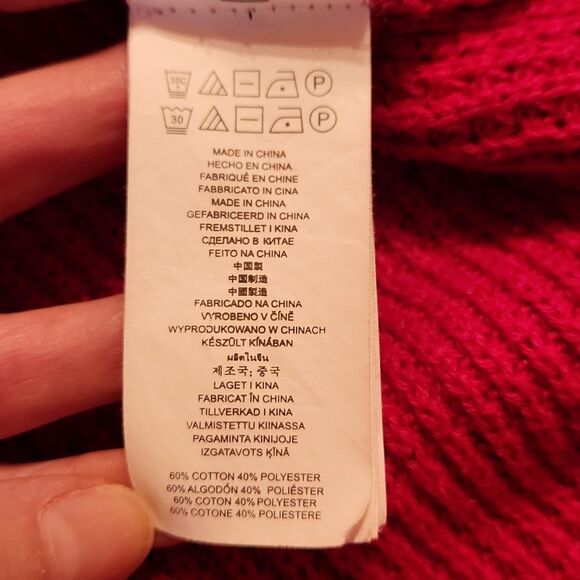 30C P
30 P
MADE IN CHINA
HECHO EN CHINA
FABRIQUÉ EN CHINE
FABBRICATO IN CINA
MADE IN CHINA
GEFABRICEERD IN CHINA
FREMSTILLET I KINA
СДЕЛАНО В КИТАЕ
FEITO NA CHINA
中国製
中国制造
中國製造
FABRICADO NA CHINA
VYROBENO V ČÍNĚ
WYPRODUKOWANO W CHINACH
KÉSZÜLT KÍNÁBAN
ผลิตในจีน
제조국: 중국
LAGET I KINA
FABRICAT ÎN CHINA
TILLVERKAD I KINA
VALMISTETTU KIINASSA
PAGAMINTA KINIJOJE
IZGATAVOTS ĶĪNĀ
60% COTTON 40% POLYESTER
60% ALGODÓN 40% POLIÉSTER
60% COTON 40% POLYESTER
60% COTONE 40% POLIESTERE